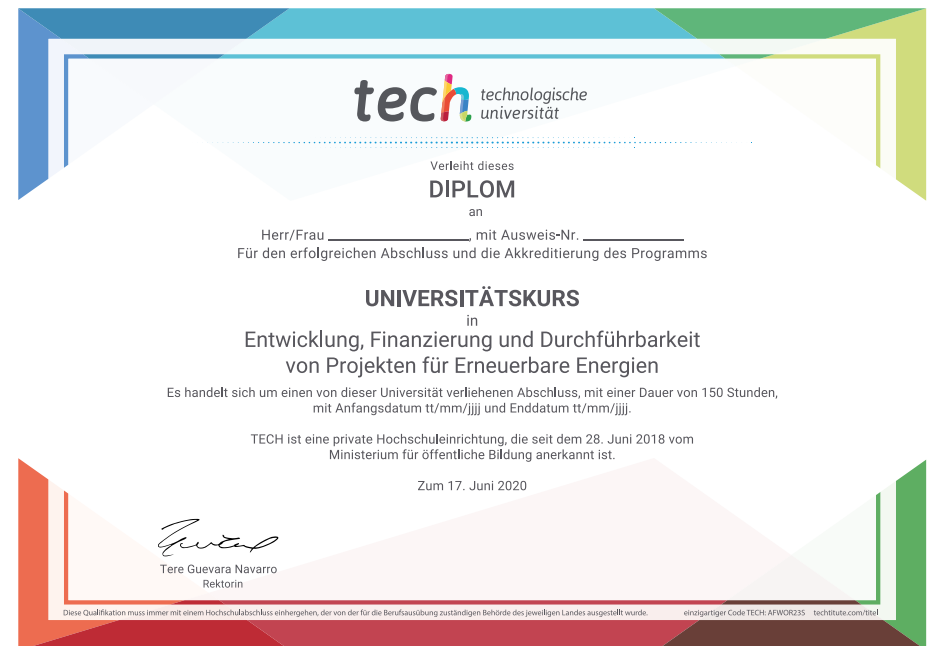 tech technologische
universität
Verleiht dieses
DIPLOM
an
Herr/Frau ____________________, mit Ausweis-Nr. ______________
Für den erfolgreichen Abschluss und die Akkreditierung des Programms
UNIVERSITÄTSKURS
in
Entwicklung, Finanzierung und Durchführbarkeit
von Projekten für Erneuerbare Energien
Es handelt sich um einen von dieser Universität verliehenen Abschluss, mit einer Dauer von 150 Stunden,
mit Anfangsdatum tt/mm/jjjj und Enddatum tt/mm/jjjj.
TECH ist eine private Hochschuleinrichtung, die seit dem 28. Juni 2018 vom
Ministerium für öffentliche Bildung anerkannt ist.
Zum 17. Juni 2020
Tere Guevara Navarro
Rektorin
Diese Qualifikation muss immer mit einem Hochschulabschluss einhergehen, der von der für die Berufsausübung zuständigen Behörde des jeweiligen Landes ausgestellt wurde. einzigartiger Code TECH: AFWOR23S techtitute.com/titel